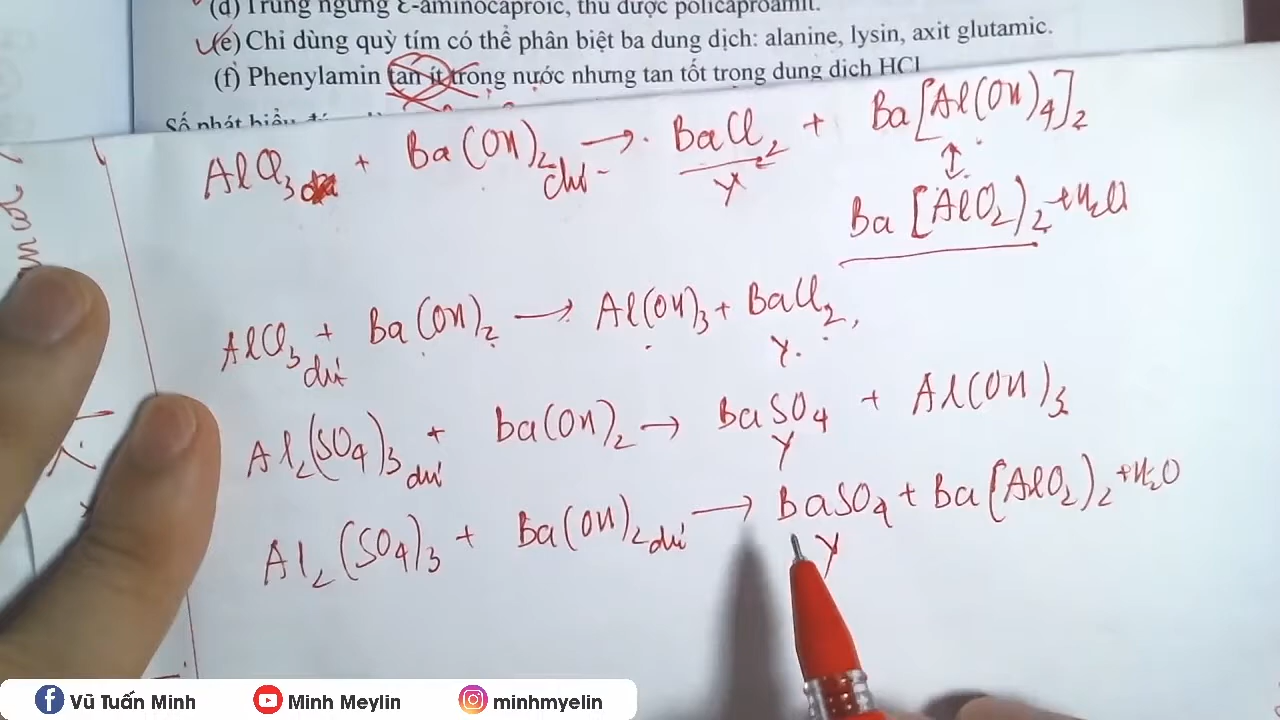 (d) Trùng ngưng ε-aminocaproic, thu được policaproamit.
(e) Chỉ dùng quỳ tím có thể phân biệt ba dung dịch: alanine, lysin, axit glutamic.
(f) Phenylamin tan ít trong nước nhưng tan tốt trong dung dịch HCl
Số phát biểu
AlCl3 + Ba(OH)2 dư → BaCl2 + Ba[Al(OH)4]2
Y
↕
Ba[AlO2)2 + H2O
AlCl3 dư + Ba(OH)2 → Al(OH)3 + BaCl2,
Y.
Al2(SO4)3 dư + Ba(OH)2 → BaSO4 + Al(OH)3
Y
Al2(SO4)3 + Ba(OH)2 dư → BaSO4 + Ba(AlO2)2 + H2O
Y
Vũ Tuấn Minh Minh Meylin minhmyelin